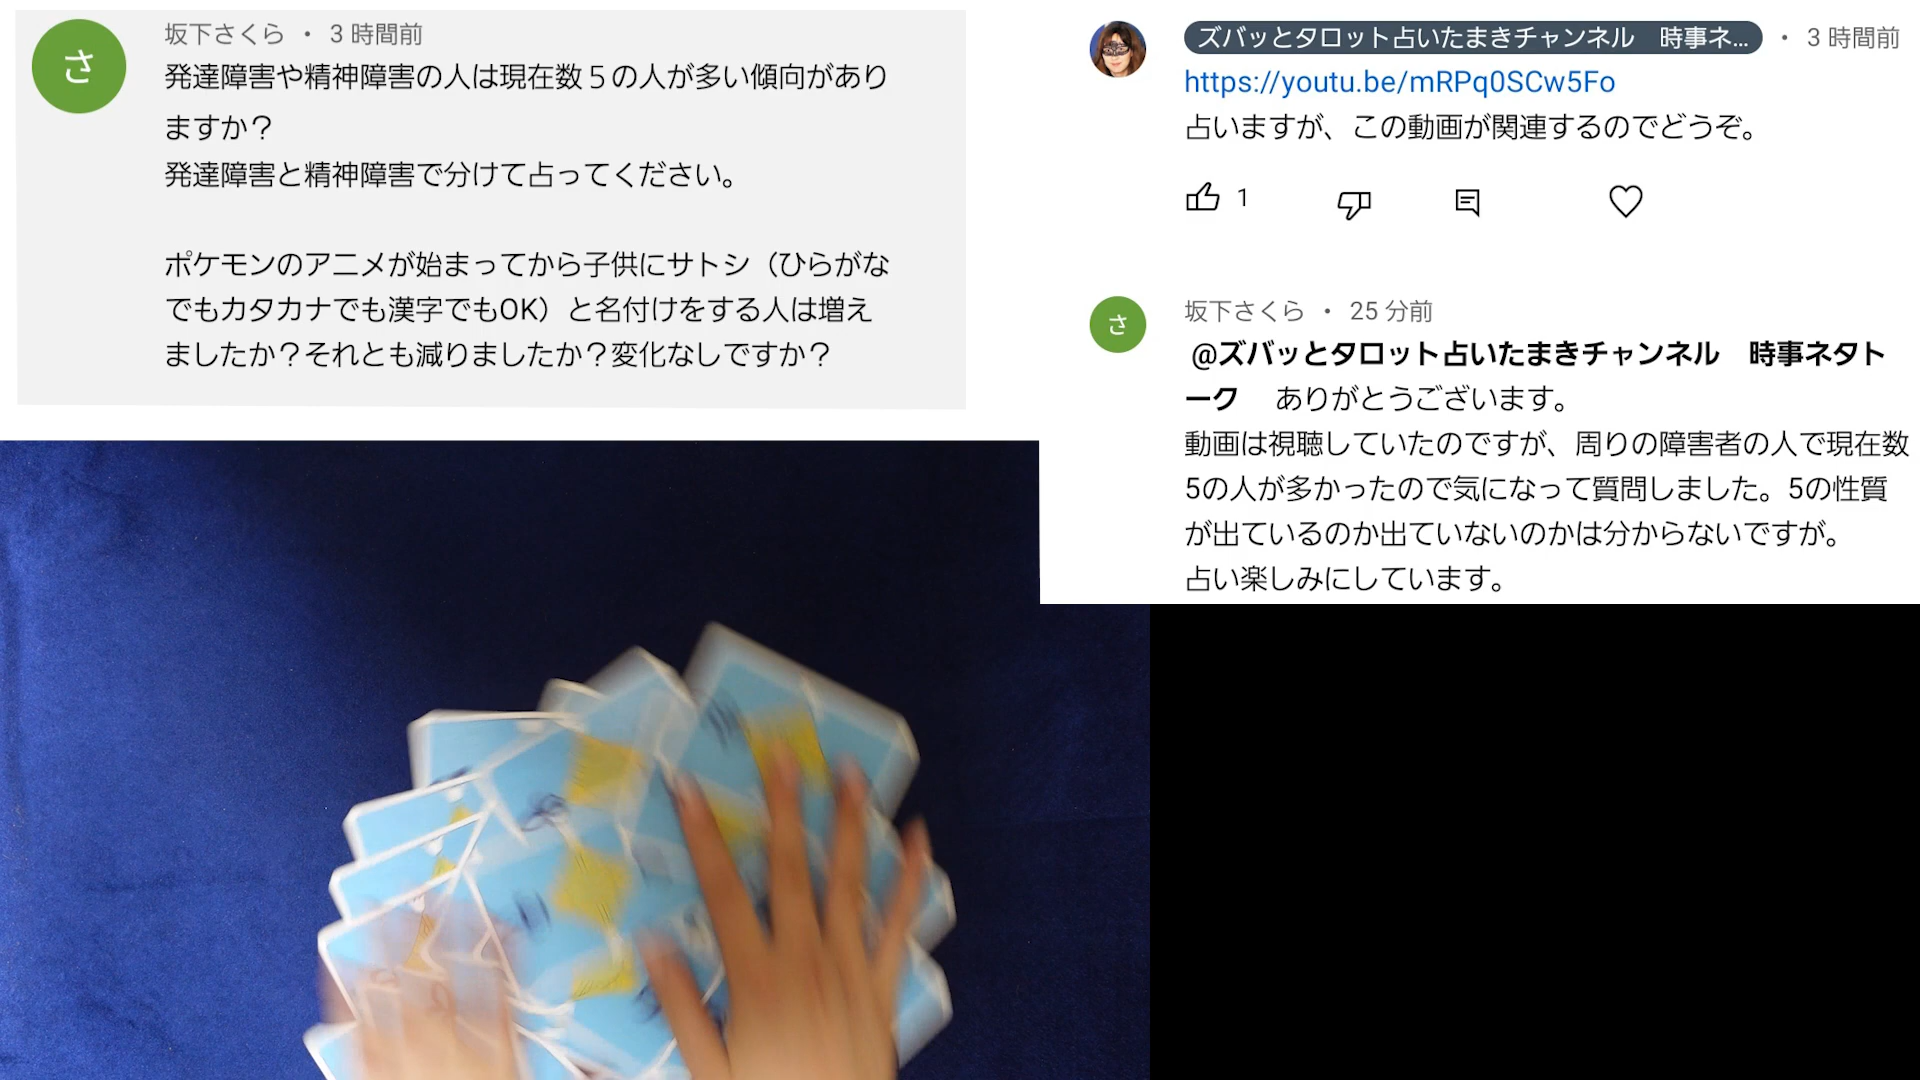 さ
坂下さくら ・ 3 時間前
発達障害や精神障害の人は現在数５の人が多い傾向があり
ますか？
発達障害と精神障害で分けて占ってください。
ポケモンのアニメが始まってから子供にサトシ（ひらがな
でもカタカナでも漢字でもOK）と名付けをする人は増え
ましたか？それとも減りましたか？変化なしですか？
ズバッとタロット占いたまきチャンネル　時事ネ... ・ 3 時間前
https://youtu.be/mRPq0SCw5Fo
占いますが、この動画が関連するのでどうぞ。
1
さ
坂下さくら ・ 25 分前
@ズバッとタロット占いたまきチャンネル　時事ネタト
ーク　ありがとうございます。
動画は視聴していたのですが、周りの障害者の人で現在数
5の人が多かったので気になって質問しました。5の性質
が出ているのか出ていないのかは分からないですが。
占い楽しみにしています。